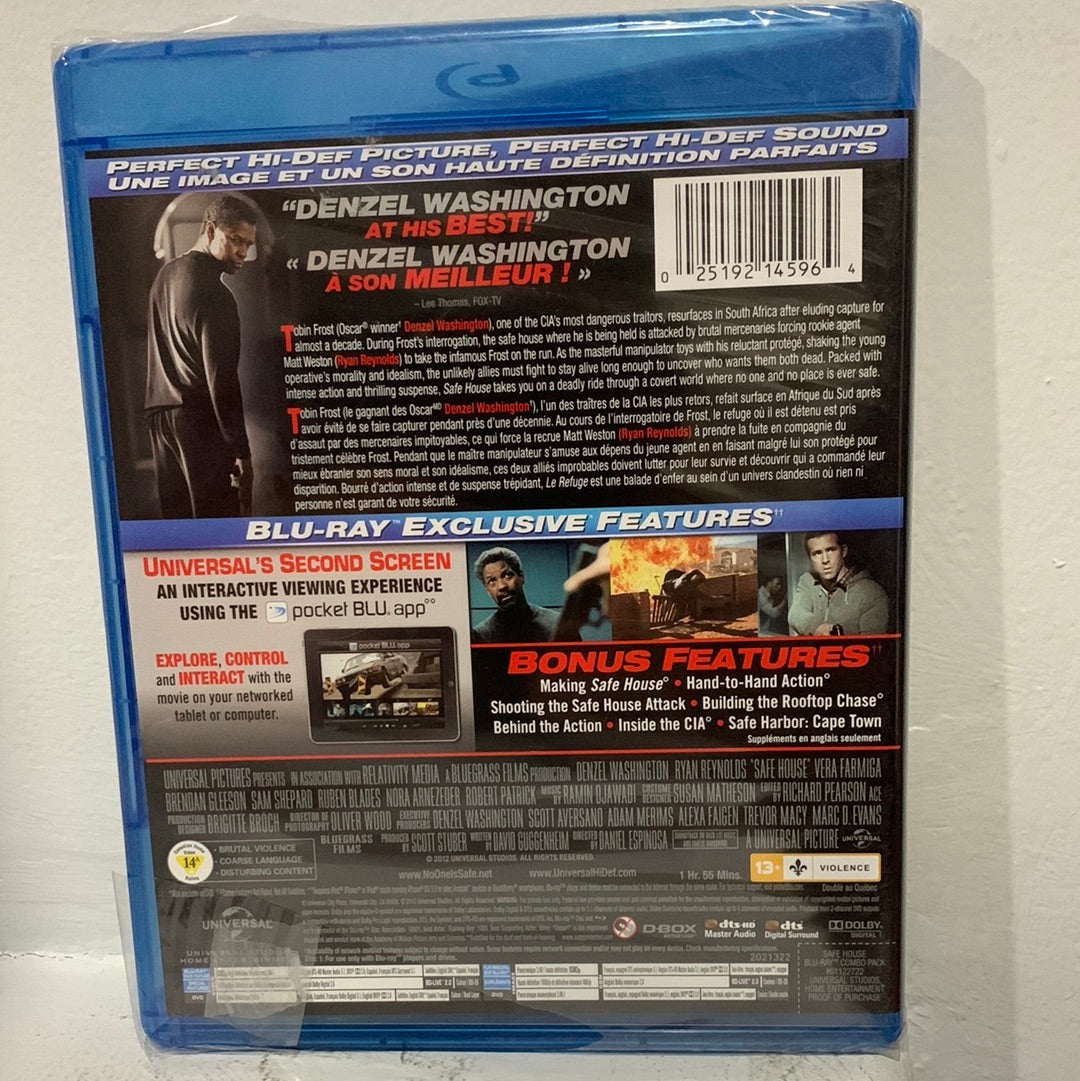 PERFECT HI-DEF PICTURE, PERFECT HI-DEF SOUND
UNE IMAGE ET UN SON HAUTE DÉFINITION PARFAITS
“DENZEL WASHINGTON
AT HIS BEST!”
« DENZEL WASHINGTON
À SON MEILLEUR ! »
– Lee Thomas, FOX-TV
0 25192 14596 4
Tobin Frost (Oscar® winner† Denzel Washington), one of the CIA's most dangerous traitors, resurfaces in South Africa after eluding capture for
almost a decade. During Frost's interrogation, the safe house where he is being held is attacked by brutal mercenaries forcing rookie agent
Matt Weston (Ryan Reynolds) to take the infamous Frost on the run. As the masterful manipulator toys with his reluctant protégé, shaking the young
operative's morality and idealism, the unlikely allies must fight to stay alive long enough to uncover who wants them both dead. Packed with
intense action and thrilling suspense, Safe House takes you on a deadly ride through a covert world where no one and no place is ever safe.
Tobin Frost (le gagnant des Oscar MD Denzel Washington†), l'un des traîtres de la CIA les plus retors, refait surface en Afrique du Sud après
avoir évité de se faire capturer pendant près d'une décennie. Au cours de l'interrogatoire de Frost, le refuge où il est détenu est pris
d'assaut par des mercenaires impitoyables, ce qui force la recrue Matt Weston (Ryan Reynolds) à prendre la fuite en compagnie du
tristement célèbre Frost. Pendant que le maître manipulateur s'amuse aux dépens du jeune agent en en faisant malgré lui son protégé pour
mieux ébranler son sens moral et son idéalisme, ces deux alliés improbables doivent lutter pour leur survie et découvrir qui a commandé leur
disparition. Bourré d'action intense et de suspense trépidant, Le Refuge est une balade d'enfer au sein d'un univers clandestin où rien ni
personne n'est garant de votre sécurité.
BLU-RAY™ EXCLUSIVE* FEATURES††
UNIVERSAL'S SECOND SCREEN
AN INTERACTIVE VIEWING EXPERIENCE
USING THE pocket BLU. app°°
EXPLORE, CONTROL
and INTERACT with the
movie on your networked
tablet or computer.
pocket BLU. app
BONUS FEATURES††
Making Safe House° • Hand-to-Hand Action°
Shooting the Safe House Attack • Building the Rooftop Chase°
Behind the Action • Inside the CIA° • Safe Harbor: Cape Town
Suppléments en anglais seulement
UNIVERSAL PICTURES PRESENTS IN ASSOCIATION WITH RELATIVITY MEDIA A BLUEGRASS FILMS PRODUCTION DENZEL WASHINGTON RYAN REYNOLDS "SAFE HOUSE" VERA FARMIGA
BRENDAN GLEESON SAM SHEPARD RUBEN BLADES NORA ARNEZEDER ROBERT PATRICK MUSIC BY RAMIN DJAWADI COSTUME DESIGNER SUSAN MATHESON EDITED BY RICHARD PEARSON ACE
PRODUCTION DESIGNER BRIGITTE BROCH DIRECTOR OF PHOTOGRAPHY OLIVER WOOD EXECUTIVE PRODUCERS DENZEL WASHINGTON SCOTT AVERSANO ADAM MERIMS ALEXA FAIGEN TREVOR MACY MARC D. EVANS
BLUEGRASS FILMS PRODUCED BY SCOTT STUBER WRITTEN BY DAVID GUGGENHEIM DIRECTED BY DANIEL ESPINOSA A UNIVERSAL PICTURE UNIVERSAL
© 2012 UNIVERSAL STUDIOS. ALL RIGHTS RESERVED.
Canadian Home
Video
14A
Rating
- BRUTAL VIOLENCE
- COARSE LANGUAGE
- DISTURBING CONTENT
www.NoOneIsSafe.net
www.UniversalHiDef.com
1 Hr. 55 Mins.
13+ VIOLENCE
Doublé au Québec
UNIVERSAL
D-BOX
dts-HD
Master Audio
dts
Digital Surround
DOLBY
DIGITAL
2021322
SAFE HOUSE
BLU-RAY™ COMBO PACK
#61122722
UNIVERSAL STUDIOS
HOME ENTERTAINMENT
PROOF OF PURCHASE